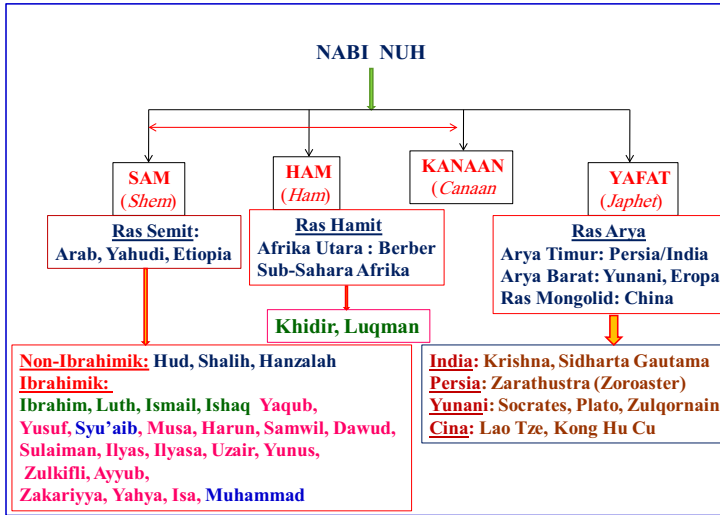 NABI NUH
SAM
(Shem)
HAM
(Ham)
KANAAN
(Canaan
YAFAT
(Japhet)
Ras Semit:
Arab, Yahudi, Etiopia
Ras Hamit
Afrika Utara : Berber
Sub-Sahara Afrika
Ras Arya
Arya Timur: Persia/India
Arya Barat: Yunani, Eropa
Ras Mongolid: China
Khidir, Luqman
Non-Ibrahimik: Hud, Shalih, Hanzalah
Ibrahimik:
Ibrahim, Luth, Ismail, Ishaq Yaqub,
Yusuf, Syu'aib, Musa, Harun, Samwil, Dawud,
Sulaiman, Ilyas, Ilyasa, Uzair, Yunus,
Zulkifli, Ayyub,
Zakariyya, Yahya, Isa, Muhammad
India: Krishna, Sidharta Gautama
Persia: Zarathustra (Zoroaster)
Yunani: Socrates, Plato, Zulqornain
Cina: Lao Tze, Kong Hu Cu